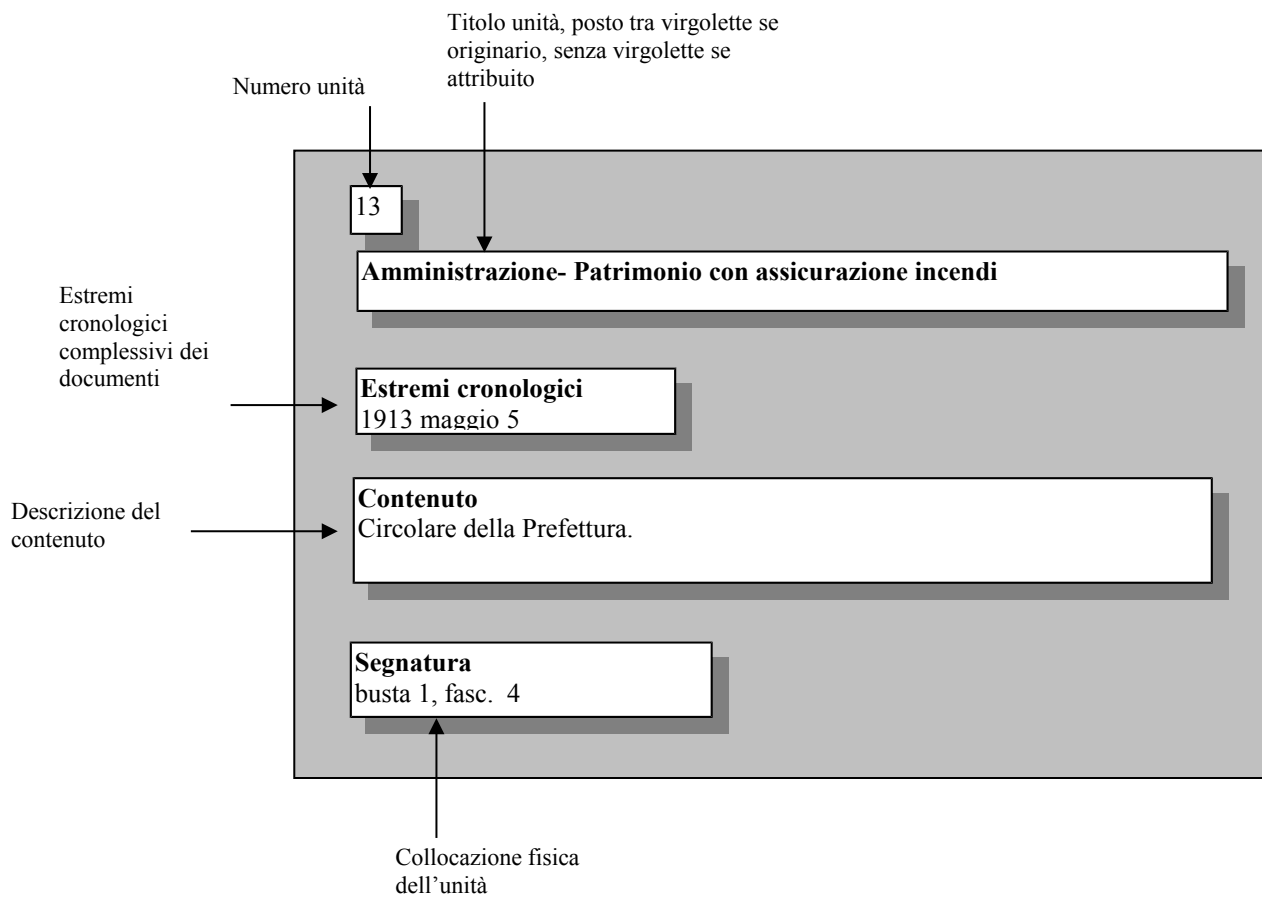 Titolo unità, posto tra virgolette se
originario, senza virgolette se
attribuito
Numero unità
13
Amministrazione- Patrimonio con assicurazione incendi
Estremi
cronologici
complessivi dei
documenti
Estremi cronologici
1913 maggio 5
Descrizione del
contenuto
Contenuto
Circolare della Prefettura.
Segnatura
busta 1, fasc.  4
Collocazione fisica
dell’unità